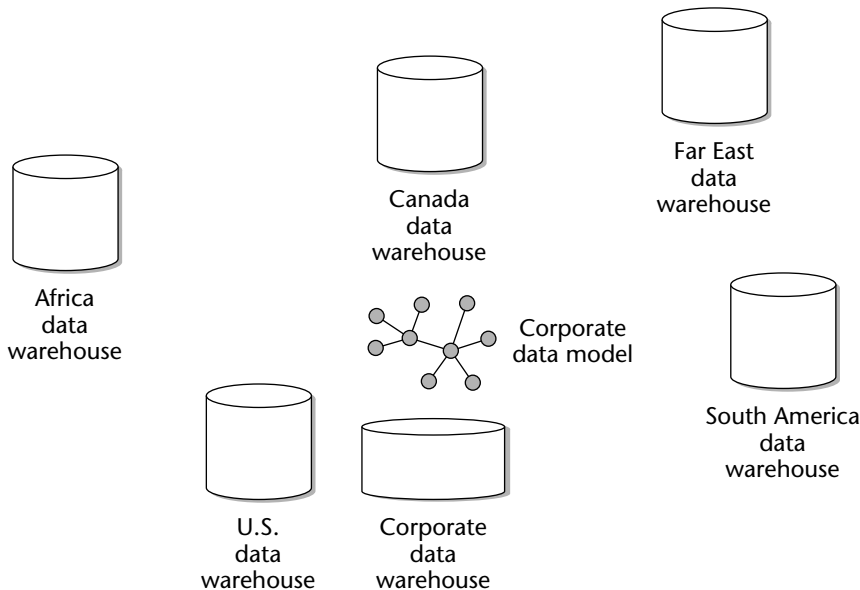 Far East
data
warehouse
Canada
data
warehouse
Africa
data
warehouse
Corporate
data model
South America
data
warehouse
U.S.
data
warehouse
Corporate
data
warehouse